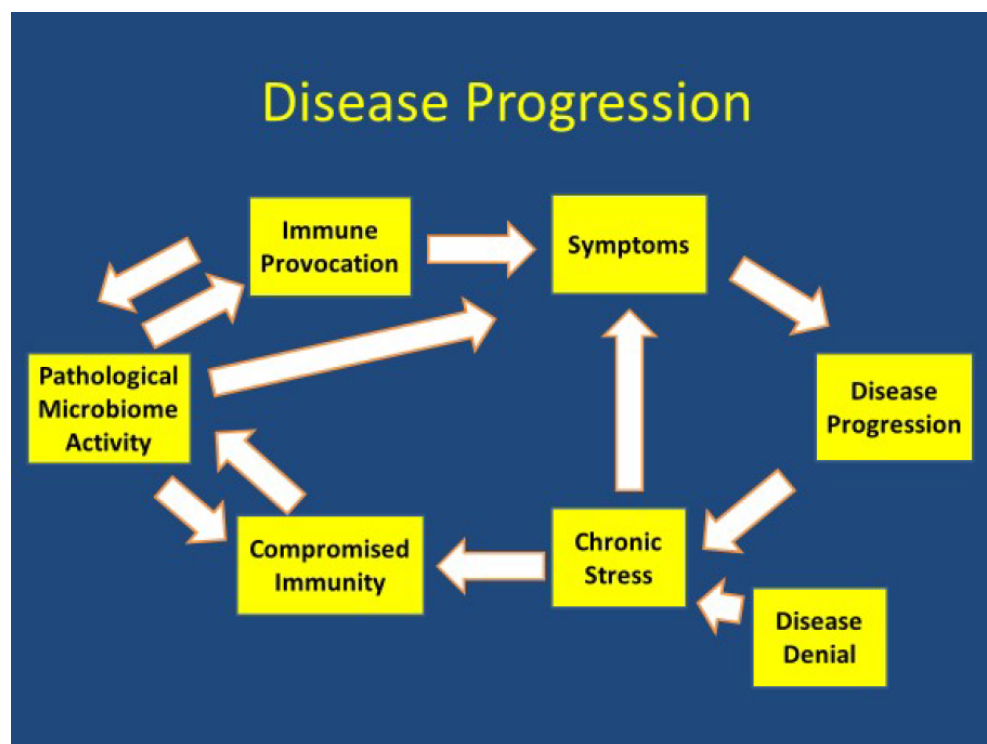 Disease Progression
Immune
Provocation
Symptoms
Pathological
Microbiome
Activity
Disease
Progression
Compromised
Immunity
Chronic
Stress
Disease
Denial